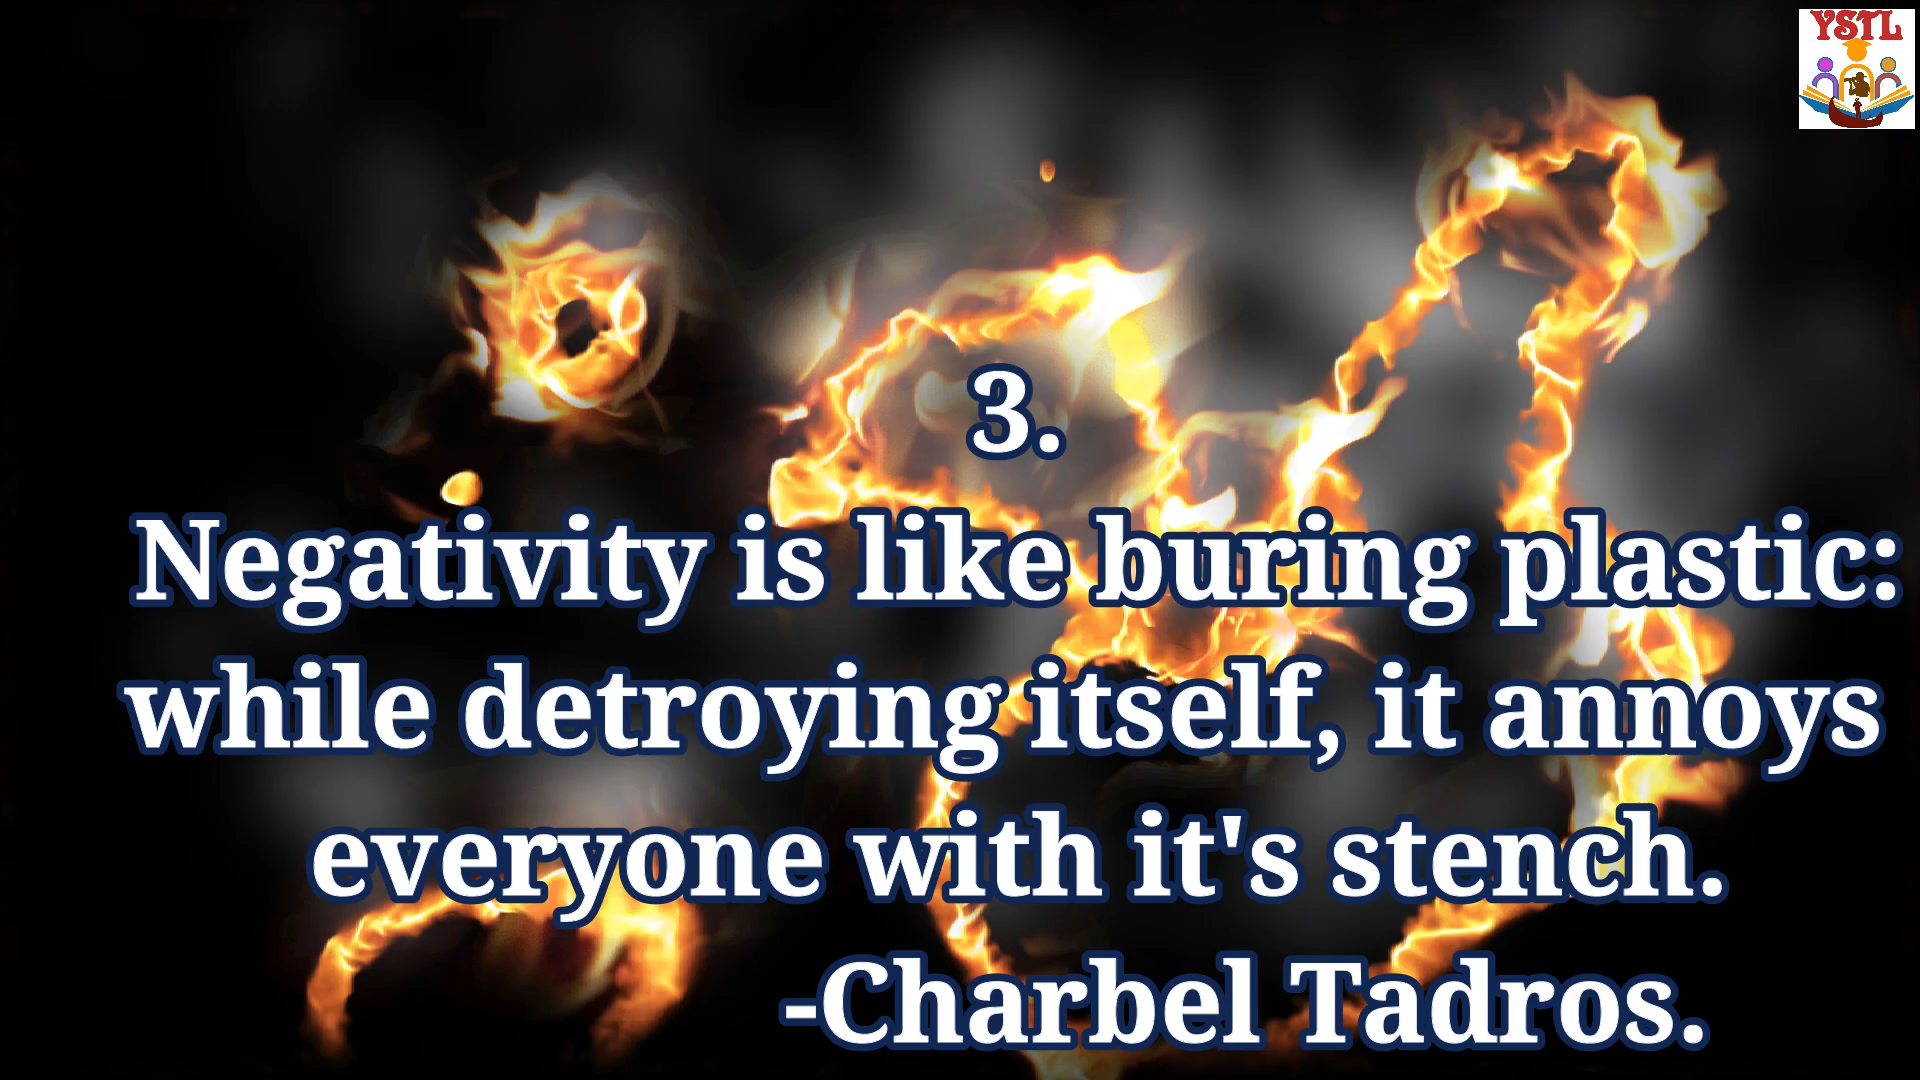 YSTL
3.
Negativity is like buring plastic:
while detroying itself, it annoys
everyone with it's stench.
-Charbel Tadros.